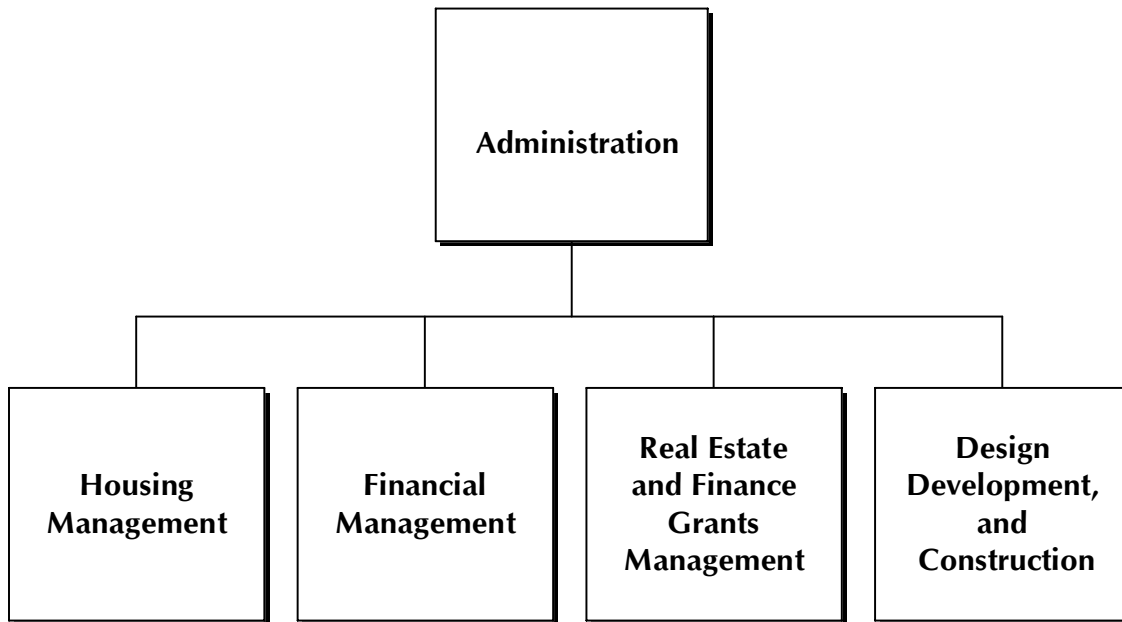 Administration
Housing
Management
Financial
Management
Real Estate
and Finance
Grants
Management
Design
Development,
and
Construction